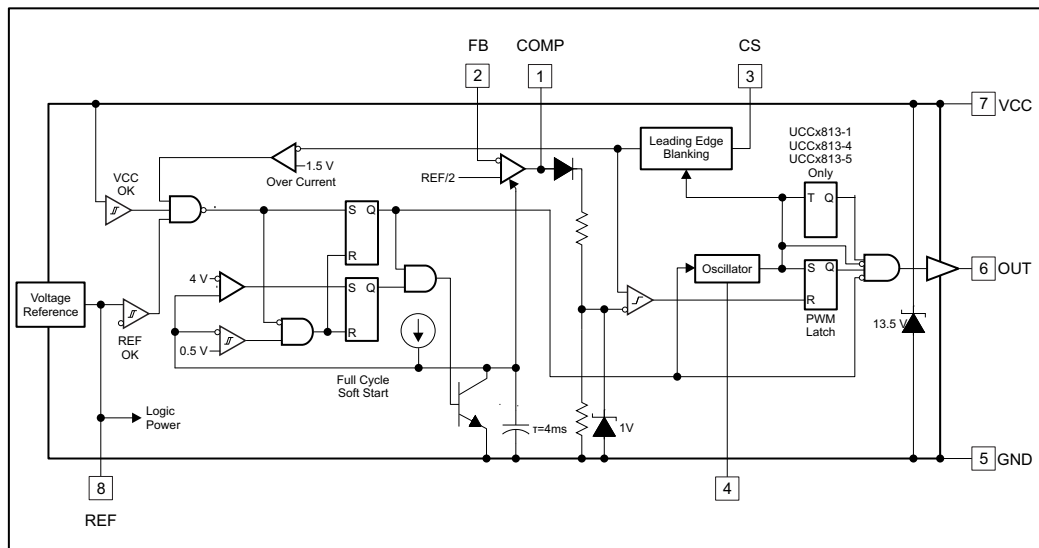 FB
COMP
CS
2
1
3
7 VCC
UCCx813-1
UCCx813-4
UCCx813-5
Only
Leading Edge
Blanking
1.5 V
Over Current
VCC
OK
REF/2
T Q
S Q
R
4 V
S Q
R
Oscillator
S Q
R
PWM
Latch
6 OUT
Voltage
Reference
REF
OK
0.5 V
13.5 V
Full Cycle
Soft Start
Logic
Power
τ=4ms
1V
5 GND
8
REF
4